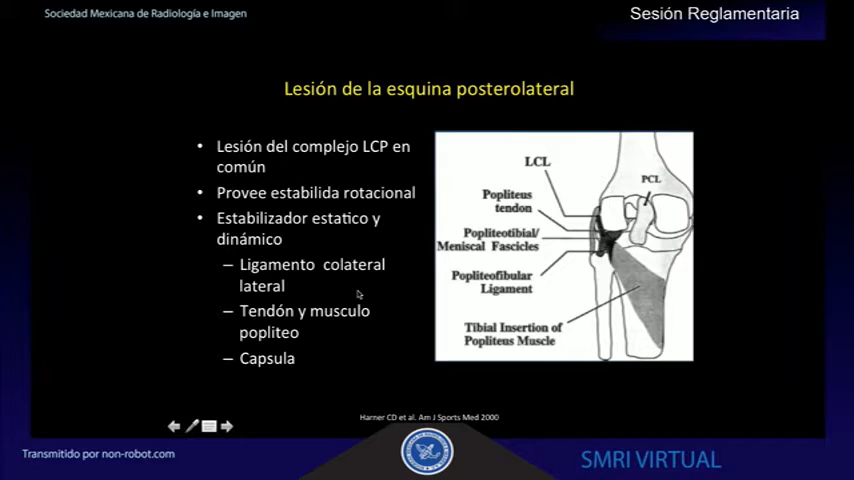 Sociedad Mexicana de Radiología e Imagen
Sesión Reglamentaria
Lesión de la esquina posterolateral
• Lesión del complejo LCP en
común
• Provee estabilida rotacional
• Estabilizador estatico y
dinámico
– Ligamento colateral
lateral
– Tendón y musculo
popliteo
– Capsula
LCL
PCL
Popliteus
tendon
Popliteotibial/
Meniscal Fascicles
Popliteofibular
Ligament
Tibial Insertion of
Popliteus Muscle
Harner CD et al. Am J Sports Med 2000
Transmitido por non-robot.com
SMRI VIRTUAL